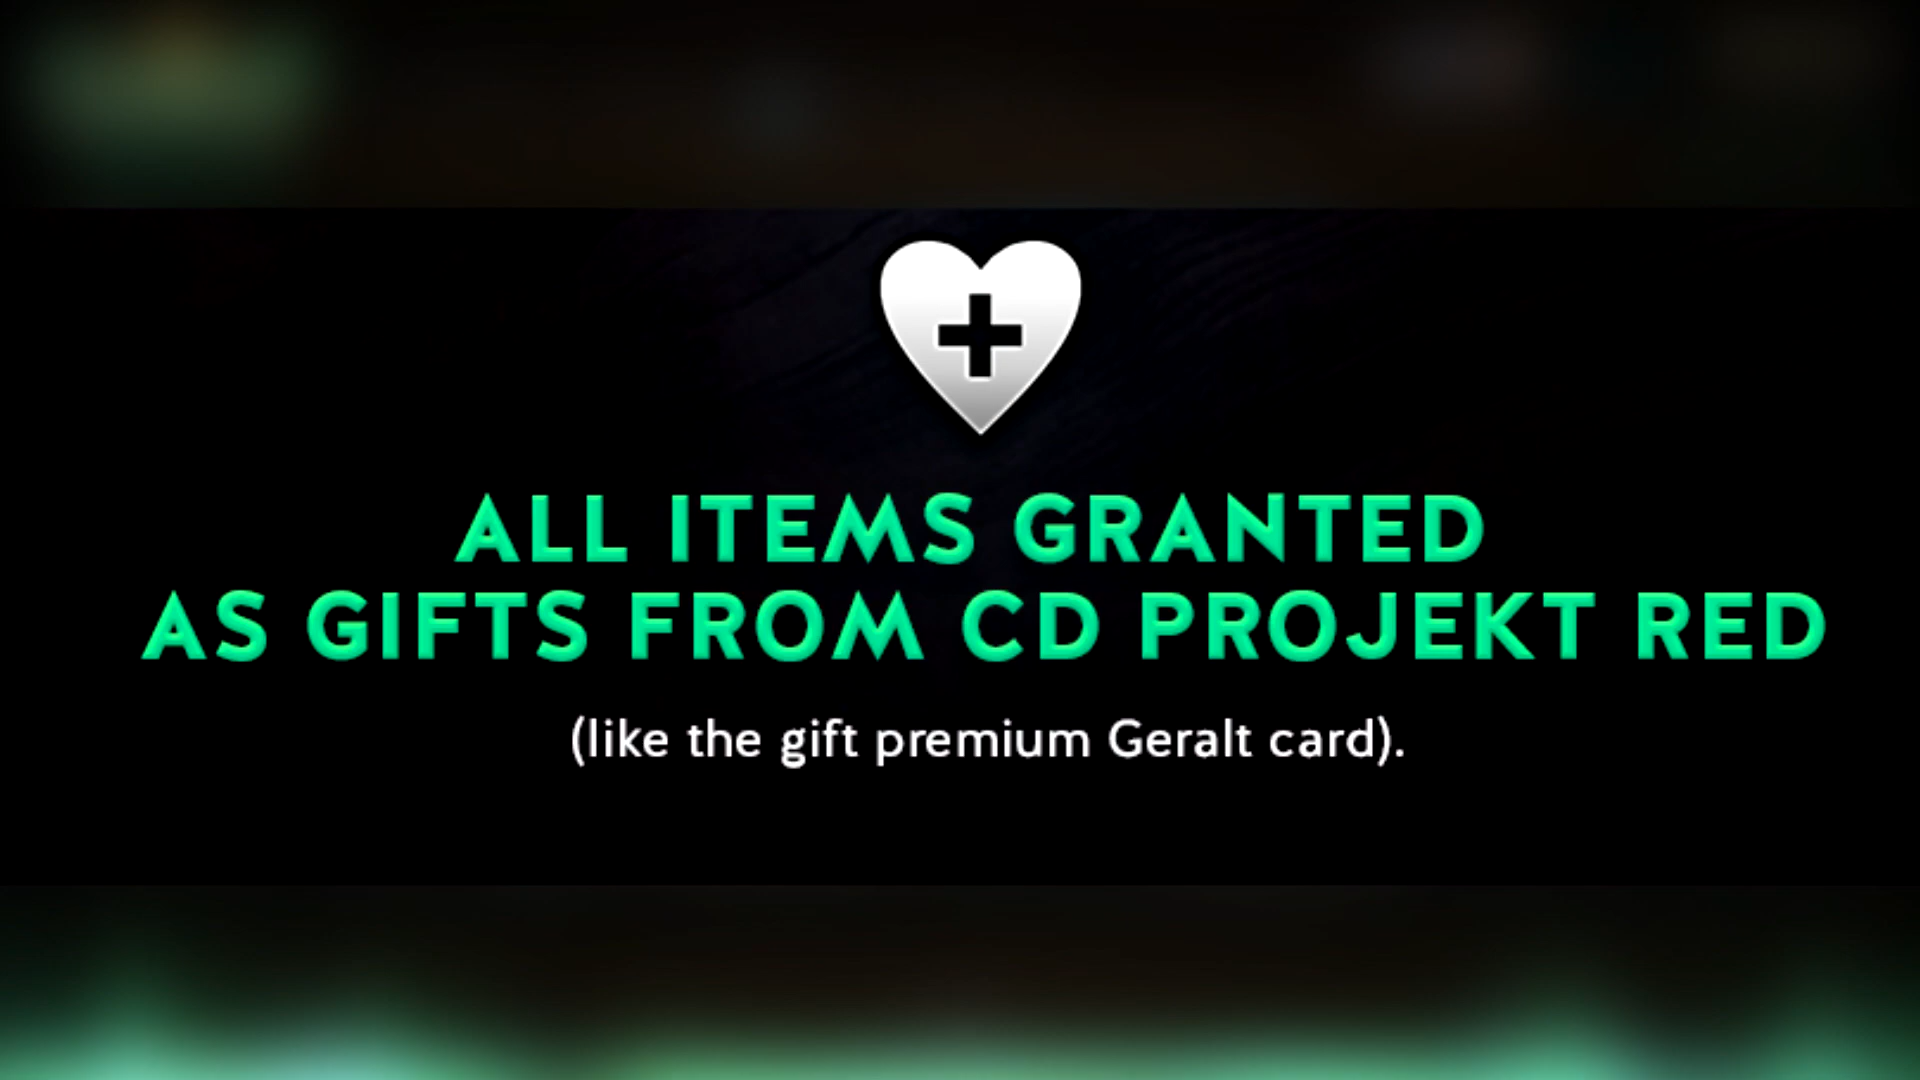 ALL ITEMS GRANTED
AS GIFTS FROM CD PROJEKT RED
(like the gift premium Geralt card).